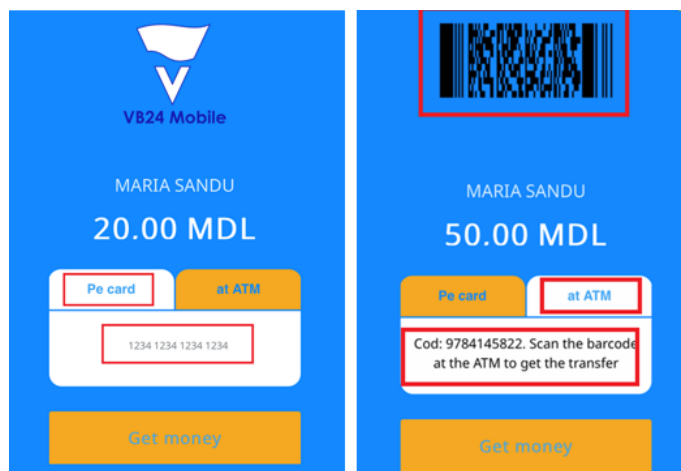 VB24 Mobile
MARIA SANDU
20.00 MDL
Pe card
at ATM
1234 1234 1234 1234
Get money
MARIA SANDU
50.00 MDL
Pe card
at ATM
Cod: 9784145822. Scan the barcode
at the ATM to get the transfer
Get money